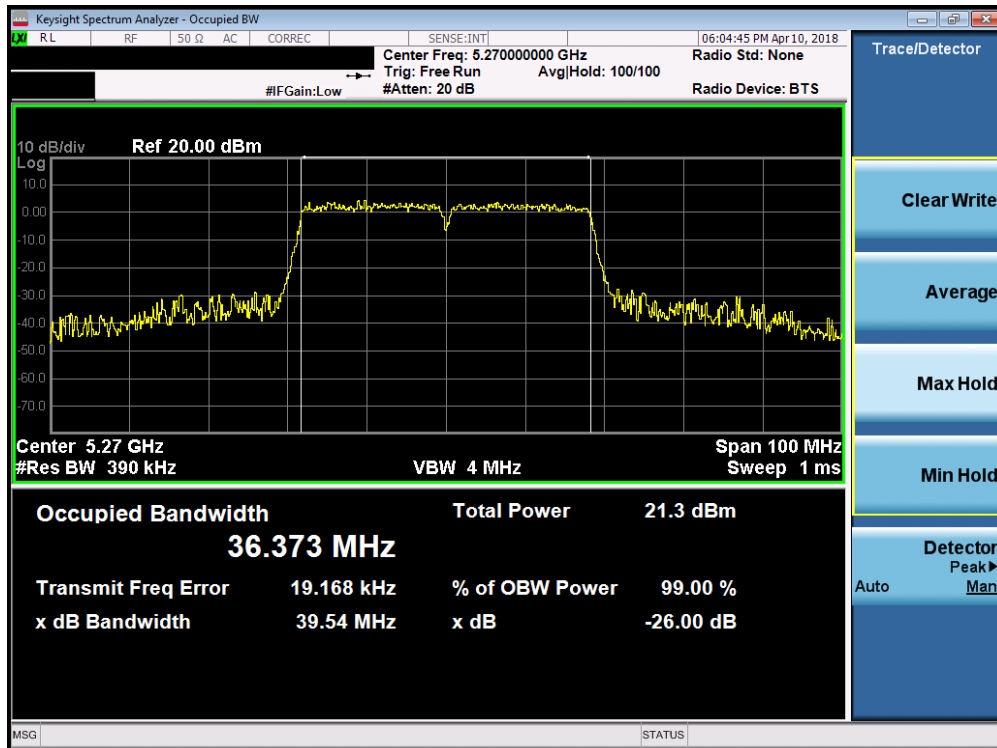 Keysight Spectrum Analyzer - Occupied BW
LXI RL RF 50 Ω AC CORREC SENSE:INT 06:04:45 PM Apr 10, 2018
Center Freq: 5.270000000 GHz Radio Std: None
Trig: Free Run Avg|Hold: 100/100
#IFGain:Low #Atten: 20 dB Radio Device: BTS
10 dB/div Ref 20.00 dBm
Log
10.0
0.00
-10.0
-20.0
-30.0
-40.0
-50.0
-60.0
-70.0
Center 5.27 GHz Span 100 MHz
#Res BW 390 kHz VBW 4 MHz Sweep 1 ms
Occupied Bandwidth Total Power 21.3 dBm
36.373 MHz
Transmit Freq Error 19.168 kHz % of OBW Power 99.00 %
x dB Bandwidth 39.54 MHz x dB -26.00 dB
MSG STATUS
Trace/Detector
Clear Write
Average
Max Hold
Min Hold
Detector
Peak▶
Auto Man